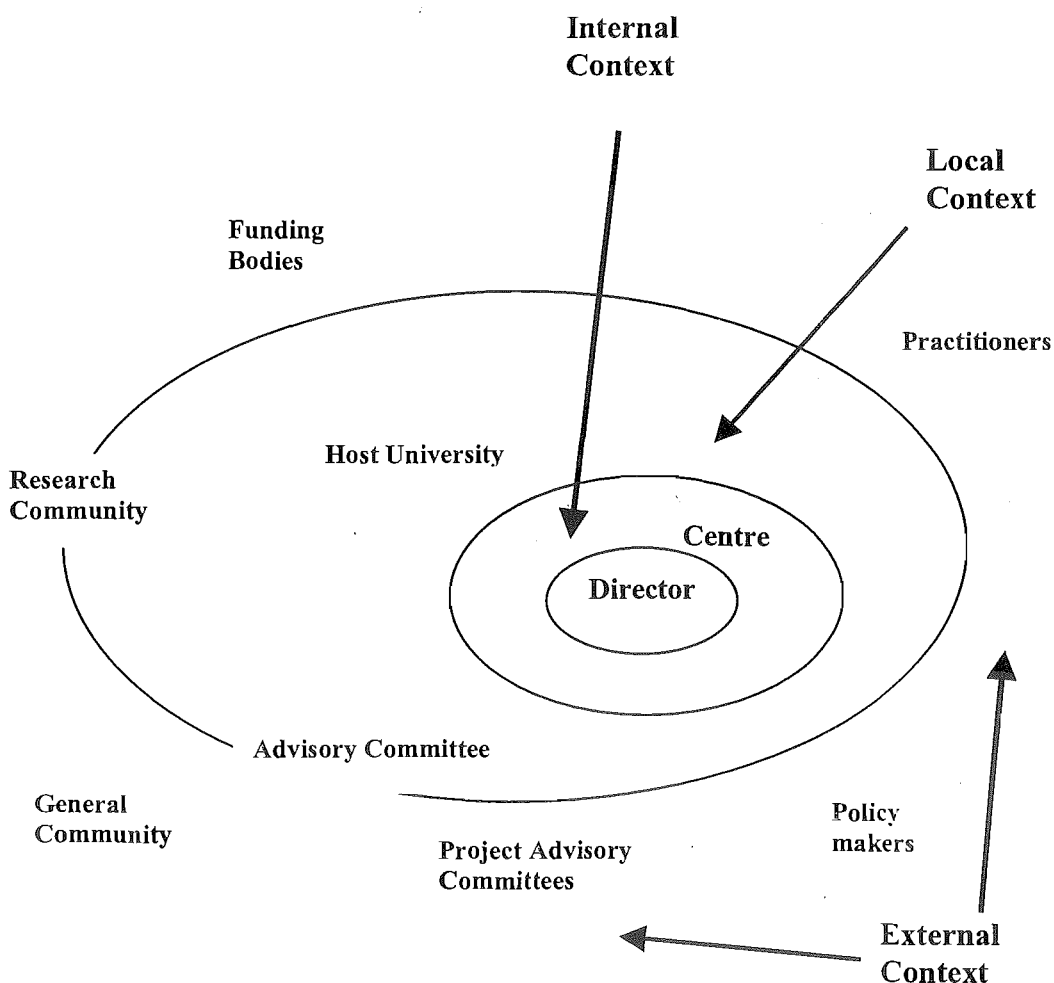 Internal
Context
Local
Context
Funding
Bodies
Practitioners
Host University
Research
Community
Centre
Director
Advisory Committee
General
Community
Policy
makers
Project Advisory
Committees
External
Context